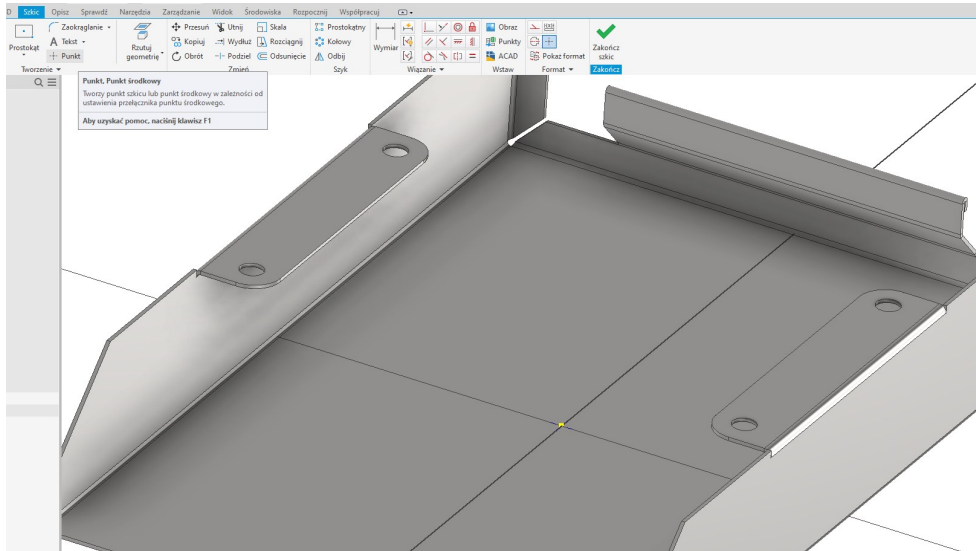 D Szkic Opisz Sprawdź Narzędzia Zarządzanie Widok Środowiska Rozpocznij Współpracuj
Zaokrąglanie Przesuń Utnij Skala Prostokątny Obraz
Prostokąt A Tekst Rzutuj geometrię Kopiuj Wydłuż Rozciągnij Kołowy Wymiar Punkty Zakończ szkic
Punkt Obrót Podziel Odsunięcie Odbij ACAD Pokaż format
Tworzenie Zmień Szyk Wiązanie Wstaw Format Zakończ
Punkt, Punkt środkowy
Tworzy punkt szkicu lub punkt środkowy w zależności od
ustawienia przełącznika punktu środkowego.
Aby uzyskać pomoc, naciśnij klawisz F1